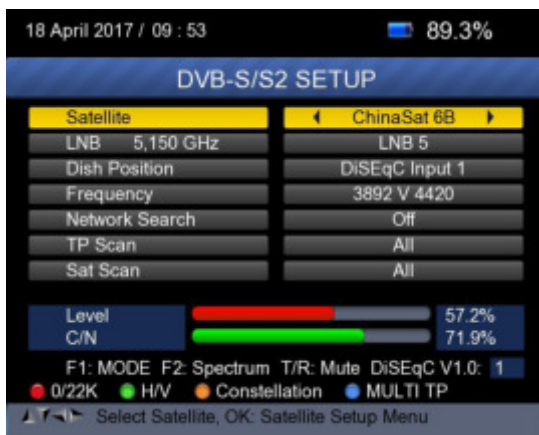 18 April 2017 / 09 : 53 89.3%
DVB-S/S2 SETUP
Satellite ChinaSat 6B
LNB 5,150 GHz LNB 5
Dish Position DiSEqC Input 1
Frequency 3892 V 4420
Network Search Off
TP Scan All
Sat Scan All
Level 57.2%
C/N 71.9%
F1: MODE F2: Spectrum T/R: Mute DiSEqC V1.0: 1
0/22K H/V Constellation MULTI TP
Select Satellite, OK: Satellite Setup Menu